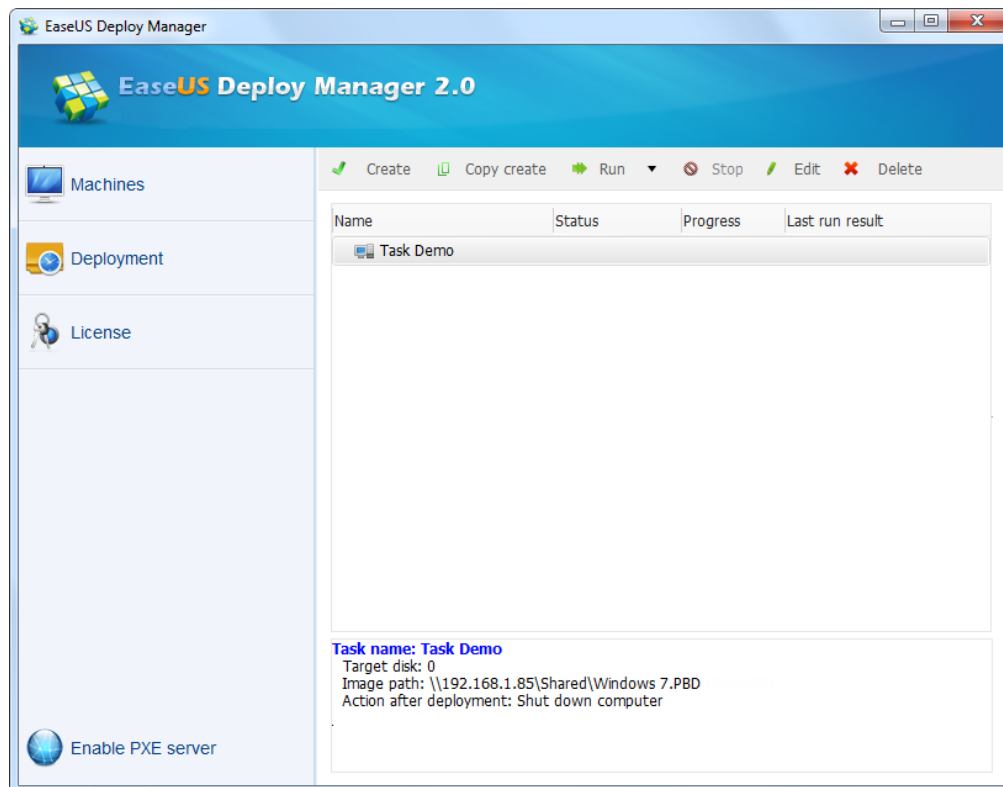 EaseUS Deploy Manager
EaseUS Deploy Manager 2.0
Machines
Deployment
License
Enable PXE server
Create Copy create Run Stop Edit Delete
Name Status Progress Last run result
Task Demo
Task name: Task Demo
Target disk: 0
Image path: \\192.168.1.85\Shared\Windows 7.PBD
Action after deployment: Shut down computer